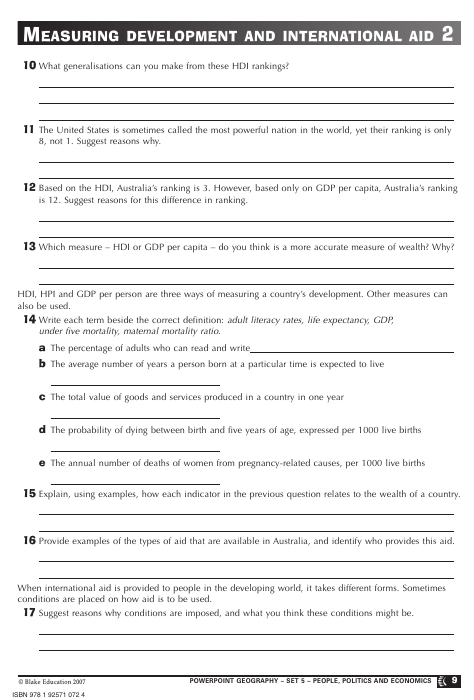 MEASURING DEVELOPMENT AND INTERNATIONAL AID 2
10 What generalisations can you make from these HDI rankings?
11 The United States is sometimes called the most powerful nation in the world, yet their ranking is only
8, not 1. Suggest reasons why.
12 Based on the HDI, Australia's ranking is 3. However, based only on GDP per capita, Australia's ranking
is 12. Suggest reasons for this difference in ranking.
13 Which measure – HDI or GDP per capita – do you think is a more accurate measure of wealth? Why?
HDI, HPI and GDP per person are three ways of measuring a country's development. Other measures can
also be used.
14 Write each term beside the correct definition: adult literacy rates, life expectancy, GDP,
under five mortality, maternal mortality ratio.
a The percentage of adults who can read and write
b The average number of years a person born at a particular time is expected to live
c The total value of goods and services produced in a country in one year
d The probability of dying between birth and five years of age, expressed per 1000 live births
e The annual number of deaths of women from pregnancy-related causes, per 1000 live births
15 Explain, using examples, how each indicator in the previous question relates to the wealth of a country.
16 Provide examples of the types of aid that are available in Australia, and identify who provides this aid.
When international aid is provided to people in the developing world, it takes different forms. Sometimes
conditions are placed on how aid is to be used.
17 Suggest reasons why conditions are imposed, and what you think these conditions might be.
© Blake Education 2007
POWERPOINT GEOGRAPHY – SET 5 – PEOPLE, POLITICS AND ECONOMICS 9
ISBN 978 1 92571 072 4